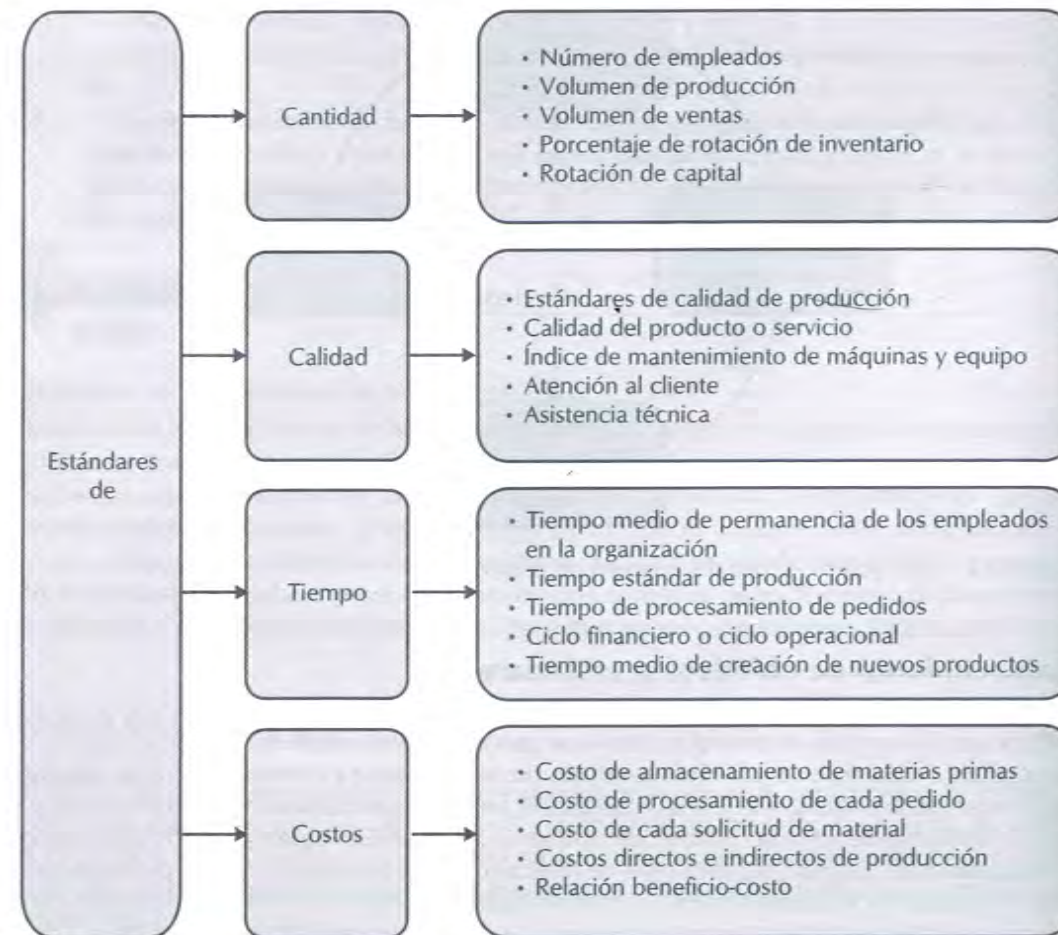 Estándares
de
Cantidad
• Número de empleados
• Volumen de producción
• Volumen de ventas
• Porcentaje de rotación de inventario
• Rotación de capital
Calidad
• Estándares de calidad de producción
• Calidad del producto o servicio
• Índice de mantenimiento de máquinas y equipo
• Atención al cliente
• Asistencia técnica
Tiempo
• Tiempo medio de permanencia de los empleados
en la organización
• Tiempo estándar de producción
• Tiempo de procesamiento de pedidos
• Ciclo financiero o ciclo operacional
• Tiempo medio de creación de nuevos productos
Costos
• Costo de almacenamiento de materias primas
• Costo de procesamiento de cada pedido
• Costo de cada solicitud de material
• Costos directos e indirectos de producción
• Relación beneficio-costo